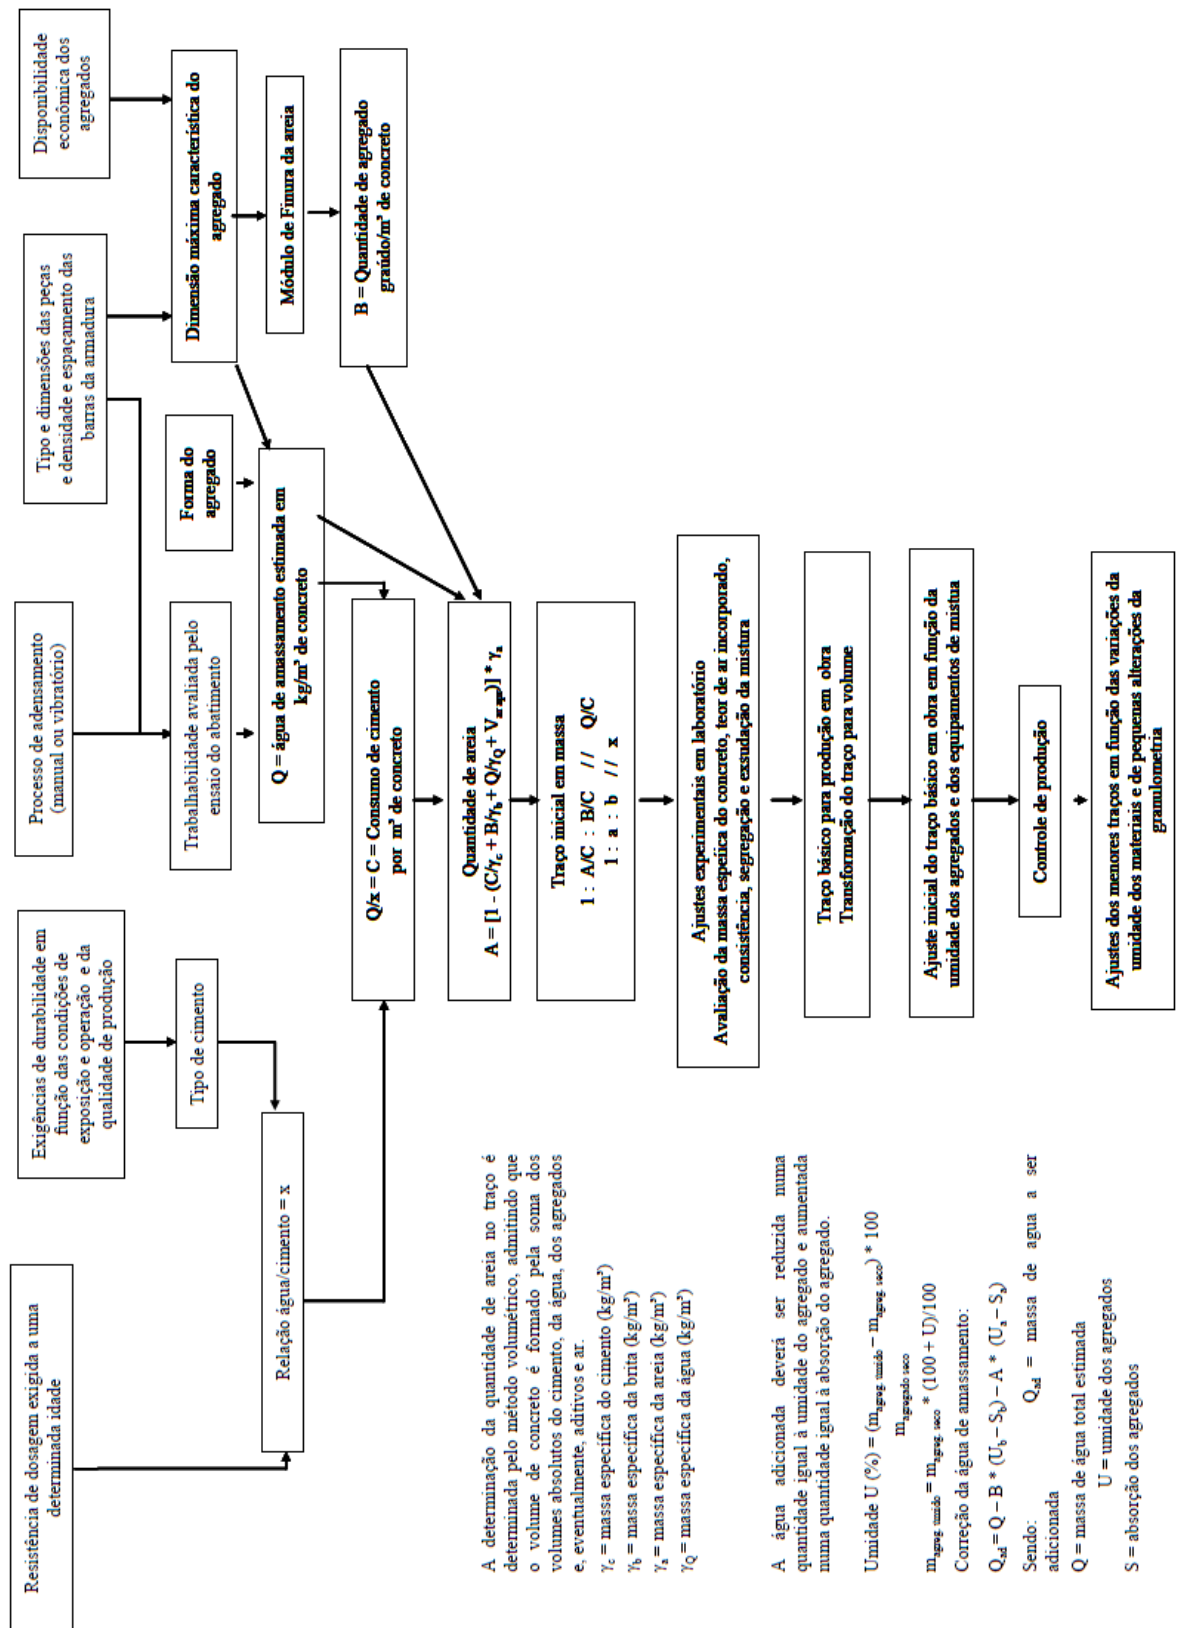 Resistência de dosagem exigida a uma
determinada idade
Exigências de durabilidade em
função das condições de
exposição e operação e da
qualidade de produção
Processo de adensamento
(manual ou vibratório)
Tipo e dimensões das peças
e densidade e espaçamento das
barras da armadura
Disponibilidade
econômica dos
agregados
Tipo de cimento
Trabalhabilidade avaliada pelo
ensaio do abatimento
Forma do
agregado
Dimensão máxima característica do
agregado
Relação água/cimento = x
Q = água de amassamento estimada em
kg/m³ de concreto
Módulo de Finura da areia
B = Quantidade de agregado
graúdo/m³ de concreto
Q/x = C = Consumo de cimento
por m³ de concreto
Quantidade de areia
A = [1 - (C/γc + B/γb + Q/γQ + Var apr)] * γa
Traço inicial em massa
1 : A/C : B/C // Q/C
1 : a : b // x
Ajustes experimentais em laboratório
Avaliação da massa espeíica do concreto, teor de ar incorporado,
consistência, segregação e exsudação da mistura
Traço básico para produção em obra
Transformação do traço para volume
Ajuste inicial do traço básico em obra em função da
umidade dos agregados e dos equipamentos de mistua
Controle de produção
Ajustes dos menores traços em função das variações da
umidade dos materiais e de pequenas alterações da
granulometria
A determinação da quantidade de areia no traço é
determinada pelo método volumétrico, admitindo que
o volume de concreto é formado pela soma dos
volumes absolutos do cimento, da água, dos agregados
e, eventualmente, aditivos e ar.
γc = massa específica do cimento (kg/m³)
γb = massa específica da brita (kg/m³)
γa = massa específica da areia (kg/m³)
γQ = massa específica da água (kg/m³)
A água adicionada deverá ser reduzida numa
quantidade igual à umidade do agregado e aumentada
numa quantidade igual à absorção do agregado.
Umidade U (%) = (magreg. úmido – magreg. seco) * 100
magregado seco
magreg. úmido = magreg. seco * (100 + U)/100
Correção da água de amassamento:
Qad = Q – B * (Ub – Sb) – A * (Ua – Sa)
Sendo: Qad = massa de agua a ser
adicionada
Q = massa de água total estimada
U = umidade dos agregados
S = absorção dos agregados